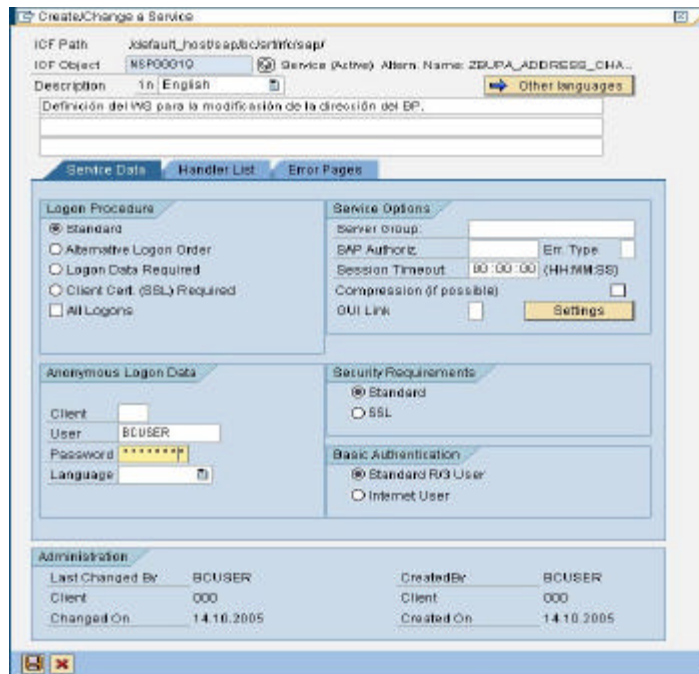 Create/Change a Service
ICF Path /default_host/sap/bc/srt/rfc/sap/
ICF Object NSP00010 Service (Active) Altern. Name: ZBUPA_ADDRESS_CHA...
Description in English Other languages
Definición del WS para la modificasión de la dirección del BP.
Service Data Handler List Error Pages
Logon Procedure
Standard
Alternative Logon Order
Logon Data Required
Client Cert. (SSL) Required
All Logons
Service Options
Server Group:
SAP Authoriz. Err. Type
Session Timeout 00:00:00 (HH:MM:SS)
Compression (if possible)
GUI Link Settings
Anonymous Logon Data
Client
User BCUSER
Password ********
Language
Security Requirements
Standard
SSL
Basic Authentication
Standard R/3 User
Internet User
Administration
Last Changed By BCUSER CreatedBy BCUSER
Client 000 Client 000
Changed On 14.10.2005 Created On 14.10.2005